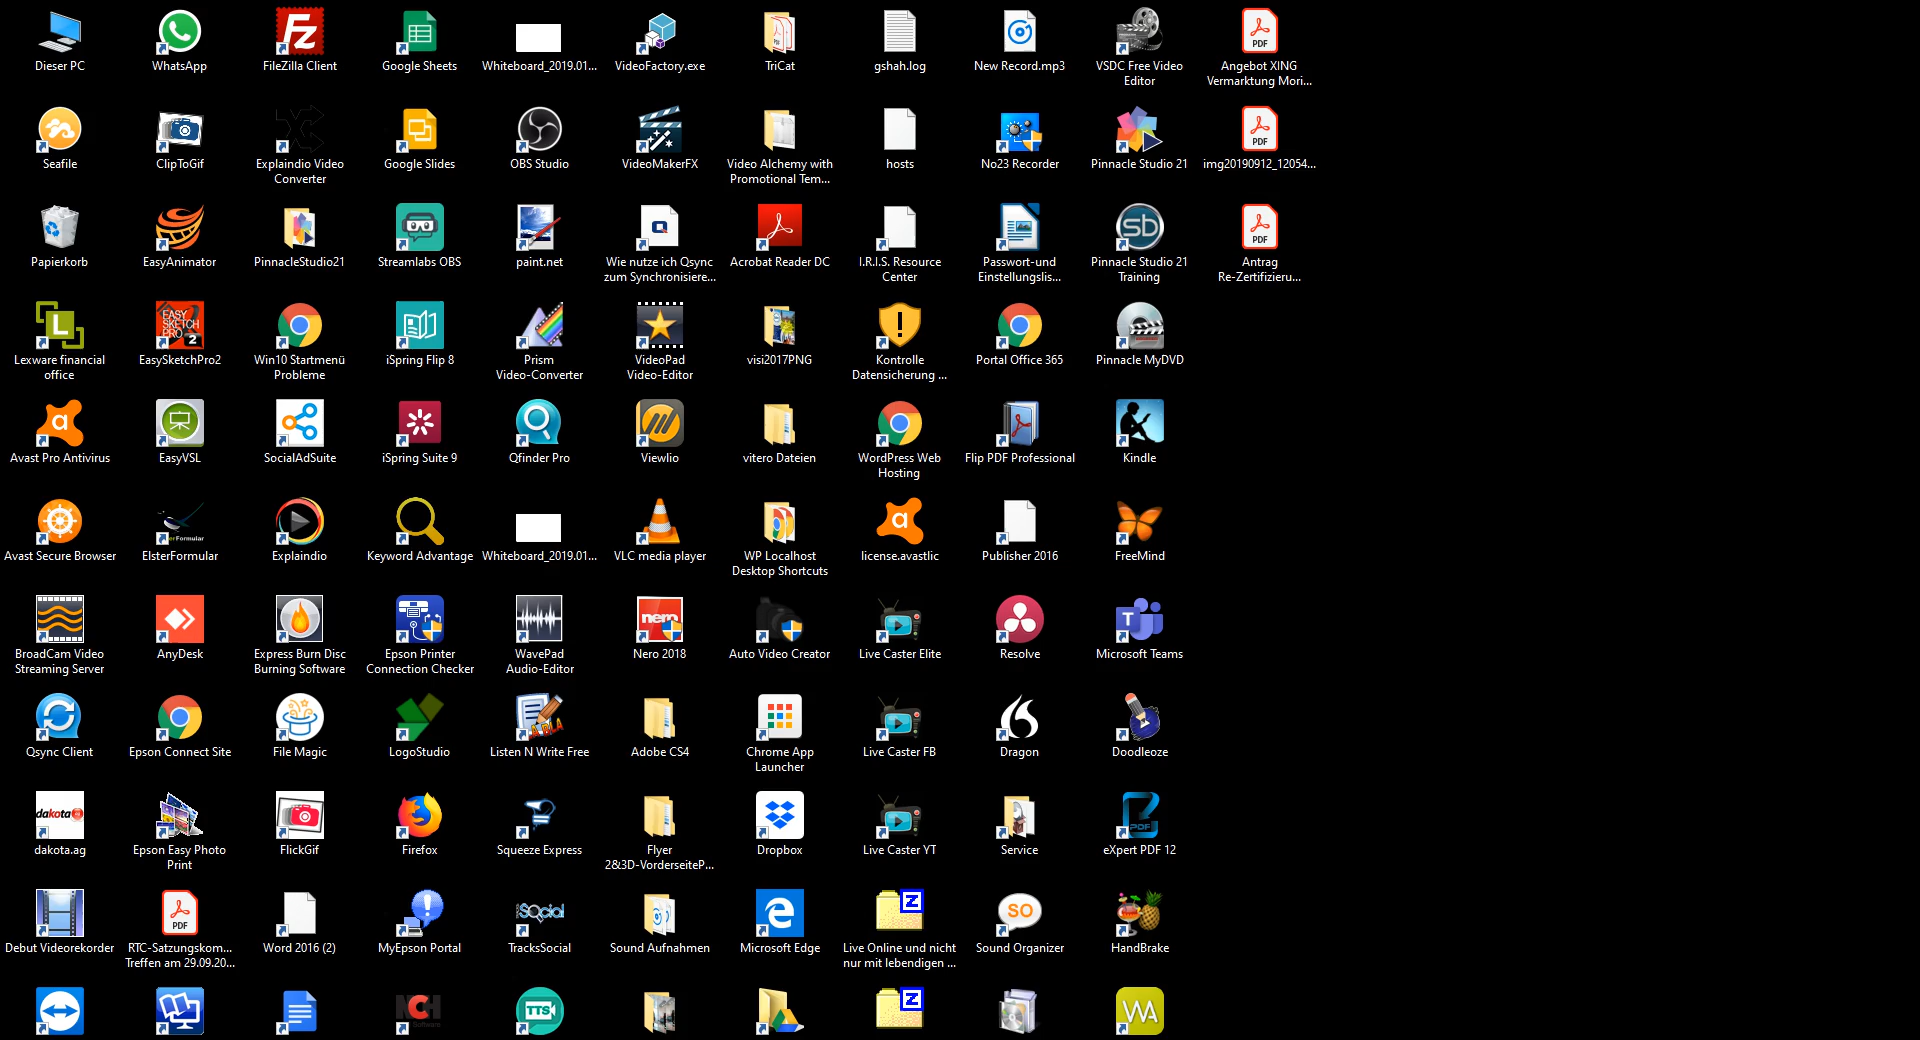 Dieser PC
WhatsApp
FileZilla Client
Google Sheets
Whiteboard_2019.01...
VideoFactory.exe
TriCat
gshah.log
New Record.mp3
VSDC Free Video
Editor
Angebot XING
Vermarktung Mori...
Seafile
ClipToGif
Explaindio Video
Converter
Google Slides
OBS Studio
VideoMakerFX
Video Alchemy with
Promotional Tem...
hosts
No23 Recorder
Pinnacle Studio 21
img20190912_12054...
Papierkorb
EasyAnimator
PinnacleStudio21
Streamlabs OBS
paint.net
Wie nutze ich Qsync
zum Synchronisiere...
Acrobat Reader DC
I.R.I.S. Resource
Center
Passwort-und
Einstellungslis...
Pinnacle Studio 21
Training
Antrag
Re-Zertifizieru...
Lexware financial
office
EasySketchPro2
Win10 Startmenü
Probleme
iSpring Flip 8
Prism
Video-Converter
VideoPad
Video-Editor
visi2017PNG
Kontrolle
Datensicherung ...
Portal Office 365
Pinnacle MyDVD
Avast Pro Antivirus
EasyVSL
SocialAdSuite
iSpring Suite 9
Qfinder Pro
Viewlio
vitero Dateien
WordPress Web
Hosting
Flip PDF Professional
Kindle
Avast Secure Browser
ElsterFormular
Explaindio
Keyword Advantage
Whiteboard_2019.01...
VLC media player
WP Localhost
Desktop Shortcuts
license.avastlic
Publisher 2016
FreeMind
BroadCam Video
Streaming Server
AnyDesk
Express Burn Disc
Burning Software
Epson Printer
Connection Checker
WavePad
Audio-Editor
Nero 2018
Auto Video Creator
Live Caster Elite
Resolve
Microsoft Teams
Qsync Client
Epson Connect Site
File Magic
LogoStudio
Listen N Write Free
Adobe CS4
Chrome App
Launcher
Live Caster FB
Dragon
Doodleoze
dakota.ag
Epson Easy Photo
Print
FlickGif
Firefox
Squeeze Express
Flyer
2&3D-VorderseiteP...
Dropbox
Live Caster YT
Service
eXpert PDF 12
Debut Videorekorder
RTC-Satzungskom...
Treffen am 29.09.20...
Word 2016 (2)
MyEpson Portal
TracksSocial
Sound Aufnahmen
Microsoft Edge
Live Online und nicht
nur mit lebendigen ...
Sound Organizer
HandBrake